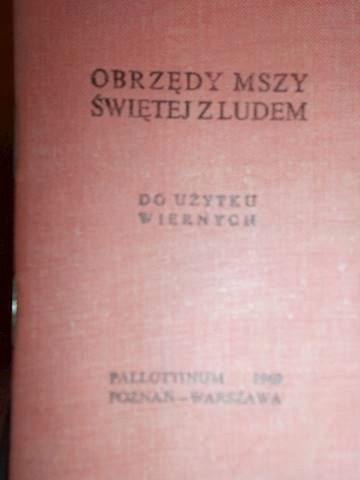 OBRZĘDY MSZY
ŚWIĘTEJ Z LUDEM
DO UŻYTKU
WIERNYCH
PALLOTTINUM
POZNAŃ – WARSZAWA